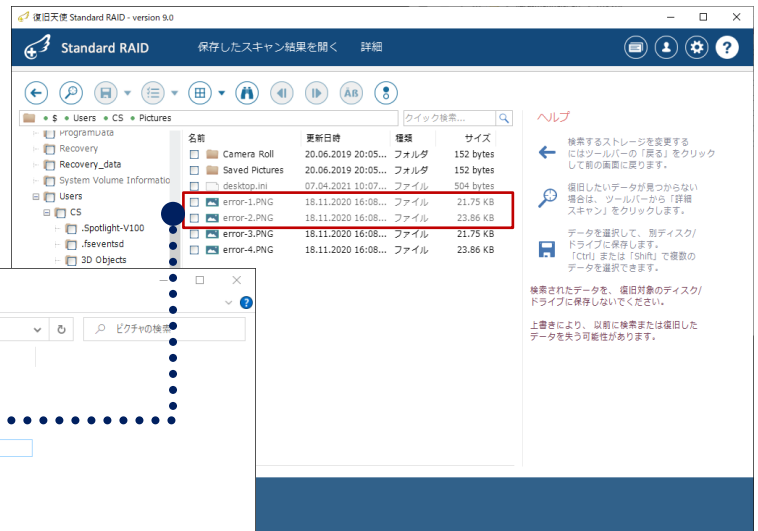 復旧天使 Standard RAID - version 9.0
Standard RAID
保存したスキャン結果を開く
詳細
$ Users CS Pictures
クイック検索...
ProgramData
Recovery
Recovery_data
System Volume Informatio
Users
CS
.Spotlight-V100
.fseventsd
3D Objects
名前 更新日時 種類 サイズ
Camera Roll 20.06.2019 20:05... フォルダ 152 bytes
Saved Pictures 20.06.2019 20:05... フォルダ 152 bytes
desktop.ini 07.04.2021 10:07... ファイル 504 bytes
error-1.PNG 18.11.2020 16:08... ファイル 21.75 KB
error-2.PNG 18.11.2020 16:08... ファイル 23.86 KB
error-3.PNG 18.11.2020 16:08... ファイル 21.75 KB
error-4.PNG 18.11.2020 16:08... ファイル 23.86 KB
ヘルプ
検索するストレージを変更する
にはツールバーの「戻る」をクリック
して前の画面に戻ります。
復旧したいデータが見つからない
場合は、 ツールバーから「詳細
スキャン」をクリックします。
データを選択して、 別ディスク/
ドライブに保存します。
「Ctrl」または「Shift」で複数の
データを選択できます。
検索されたデータを、 復旧対象のディスク/
ドライブに保存しないでください。
上書きにより、 以前に検索または復旧した
データを失う可能性があります。
ピクチャの検索